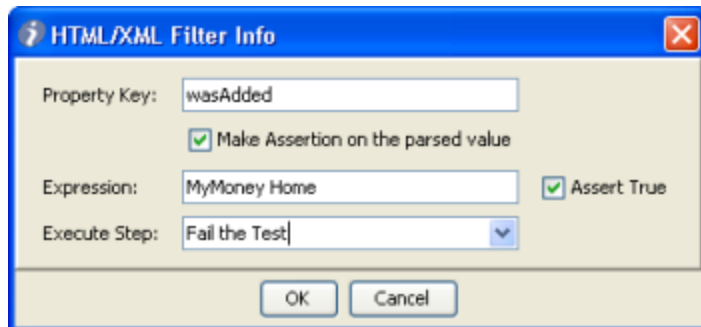 HTML/XML Filter Info
Property Key: wasAdded
Make Assertion on the parsed value
Expression: MyMoney Home Assert True
Execute Step: Fail the Test
OK Cancel